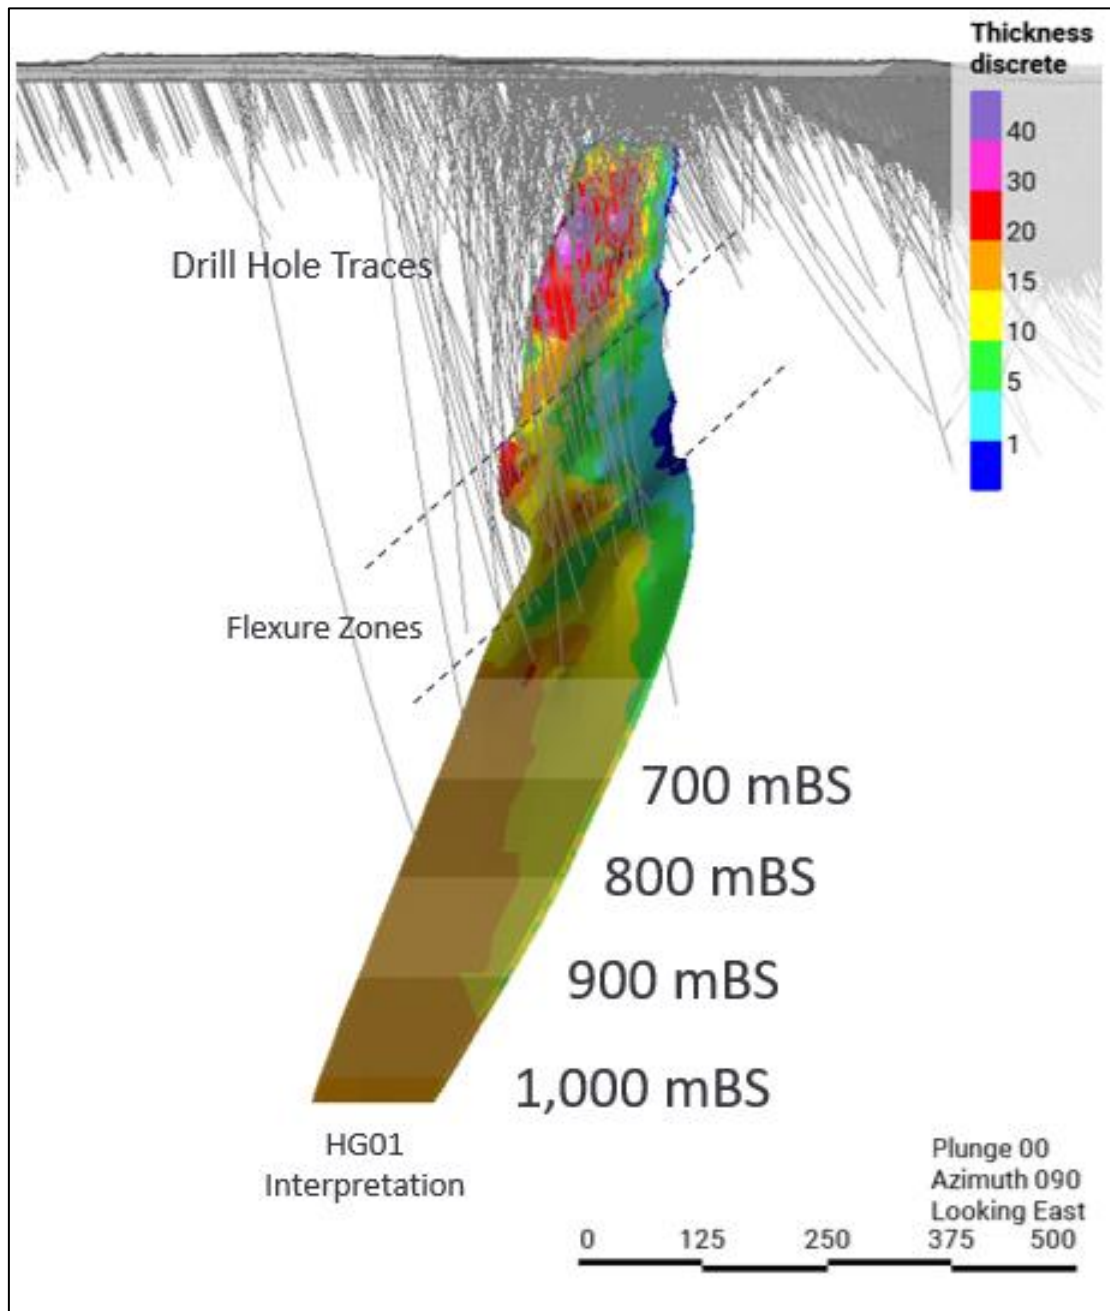 Thickness
discrete
40
30
20
15
10
5
1
Drill Hole Traces
Flexure Zones
700 mBS
800 mBS
900 mBS
1,000 mBS
HG01
Interpretation
Plunge 00
Azimuth 090
Looking East
0 125 250 375 500